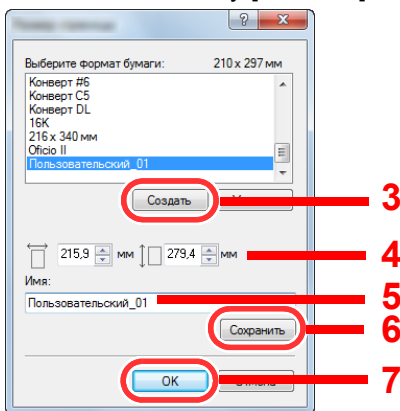 Выберите формат бумаги: 210 x 297 мм
Конверт #6
Конверт C5
Конверт DL
16K
216 x 340 мм
Oficio II
Пользовательский_01
Создать
3
215,9 мм 279,4 мм
4
Имя:
Пользовательский_01
5
Сохранить
6
OK
7